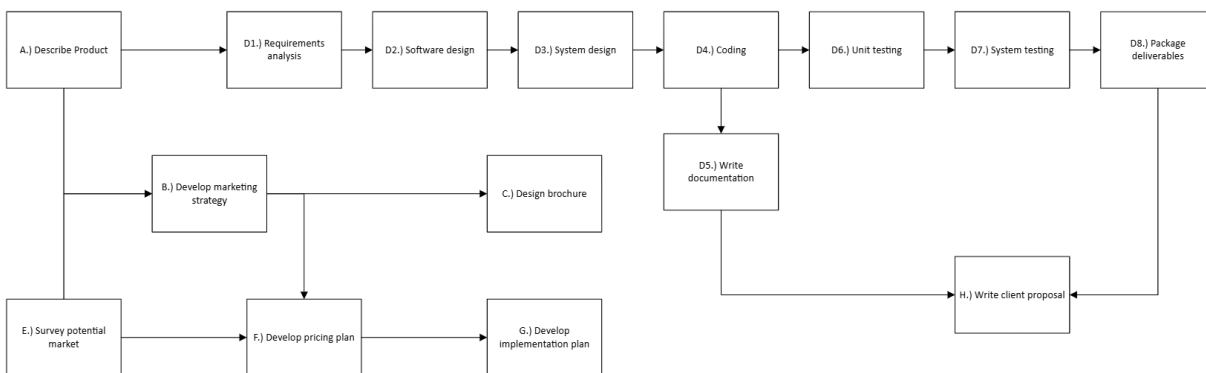 A.) Describe Product
D1.) Requirements
analysis
D2.) Software design
D3.) System design
D4.) Coding
D6.) Unit testing
D7.) System testing
D8.) Package
deliverables
B.) Develop marketing
strategy
C.) Design brochure
D5.) Write
documentation
H.) Write client proposal
E.) Survey potential
market
F.) Develop pricing plan
G.) Develop
implementation plan